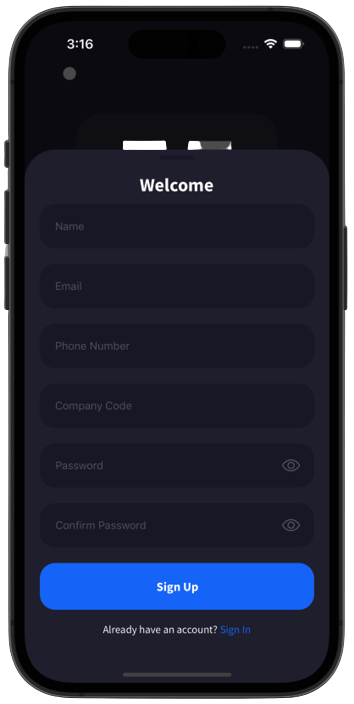 3:16
Welcome
Name
Email
Phone Number
Company Code
Password
Confirm Password
Sign Up
Already have an account? Sign In